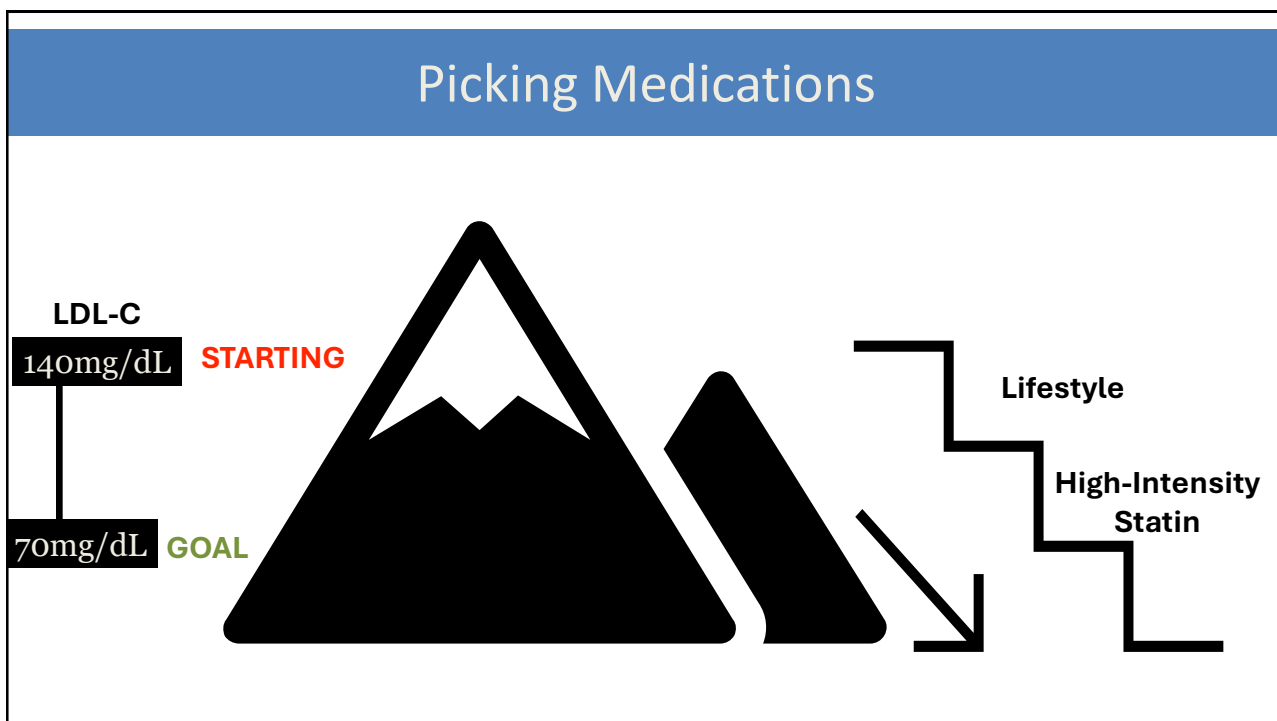 Picking Medications
LDL-C
140mg/dL
STARTING
70mg/dL
GOAL
Lifestyle
High-Intensity
Statin